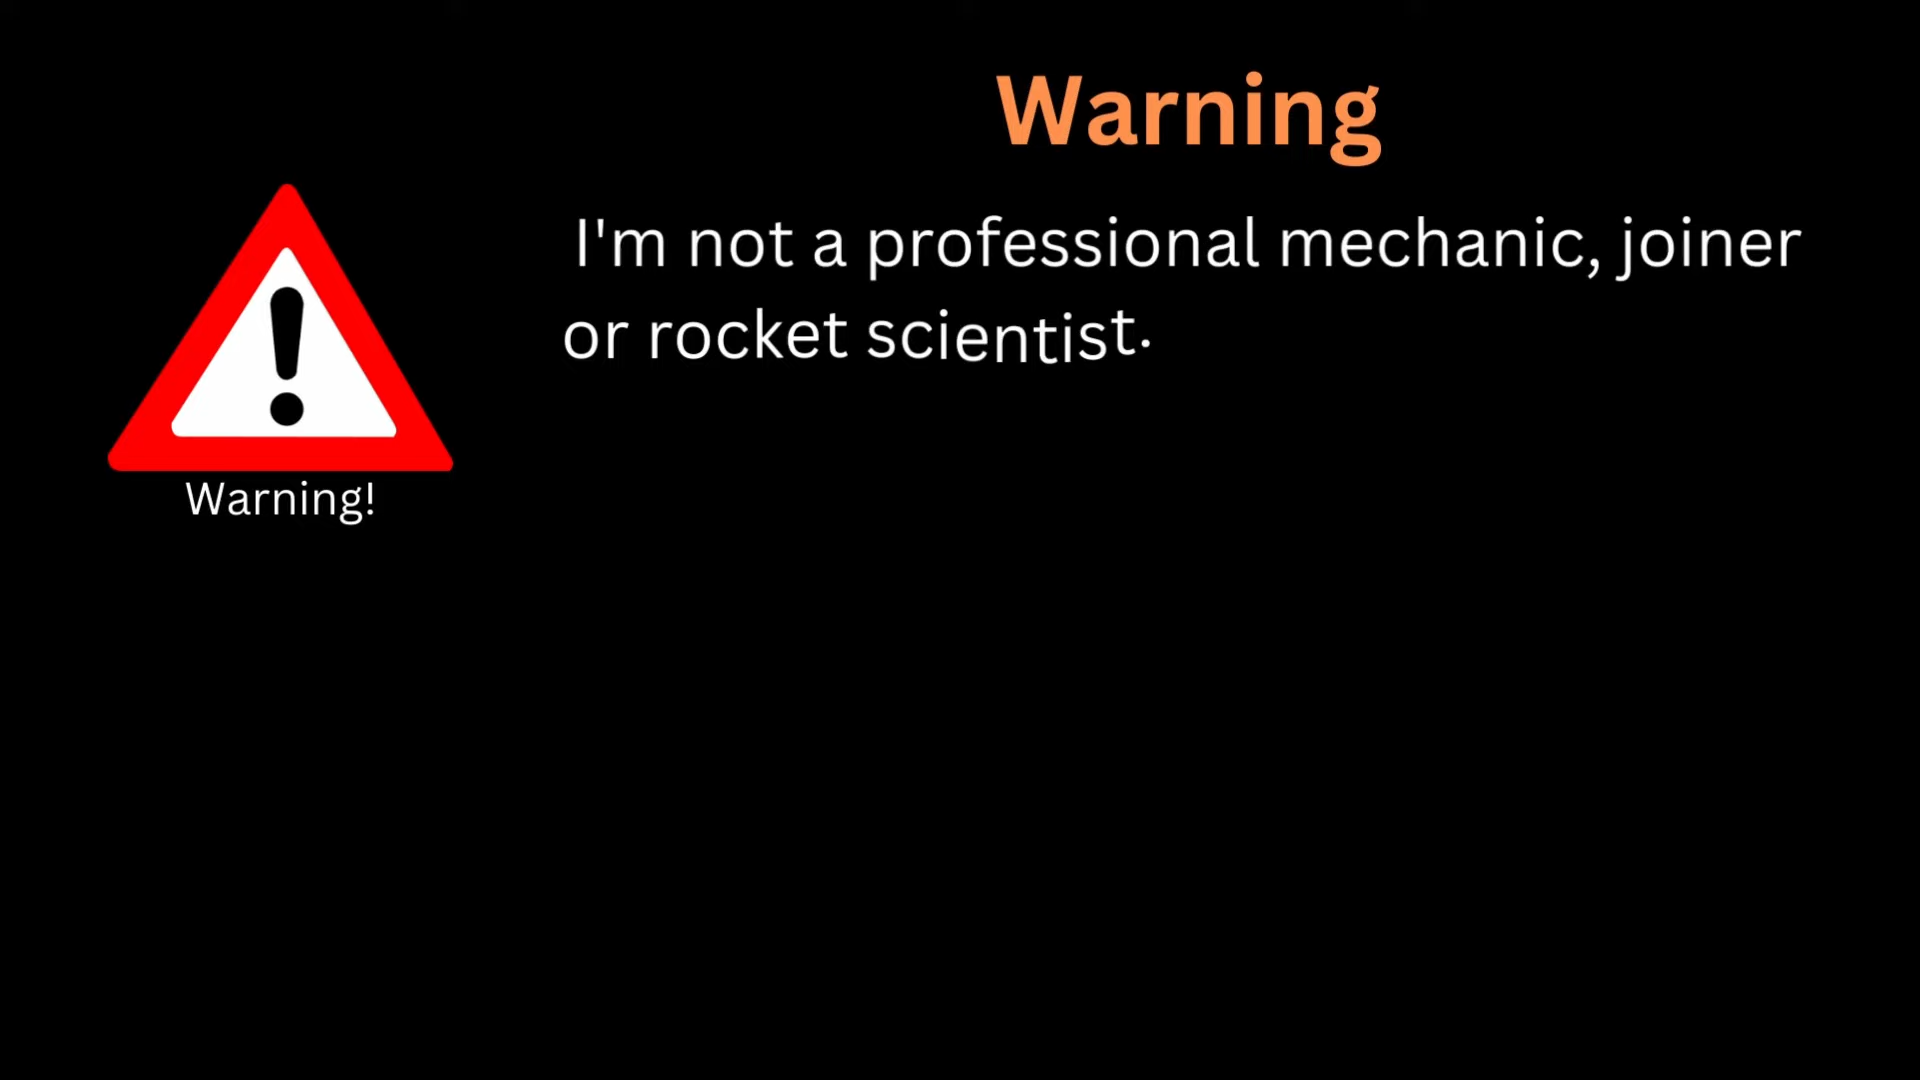 Warning
I'm not a professional mechanic, joiner
or rocket scientist.
Warning!